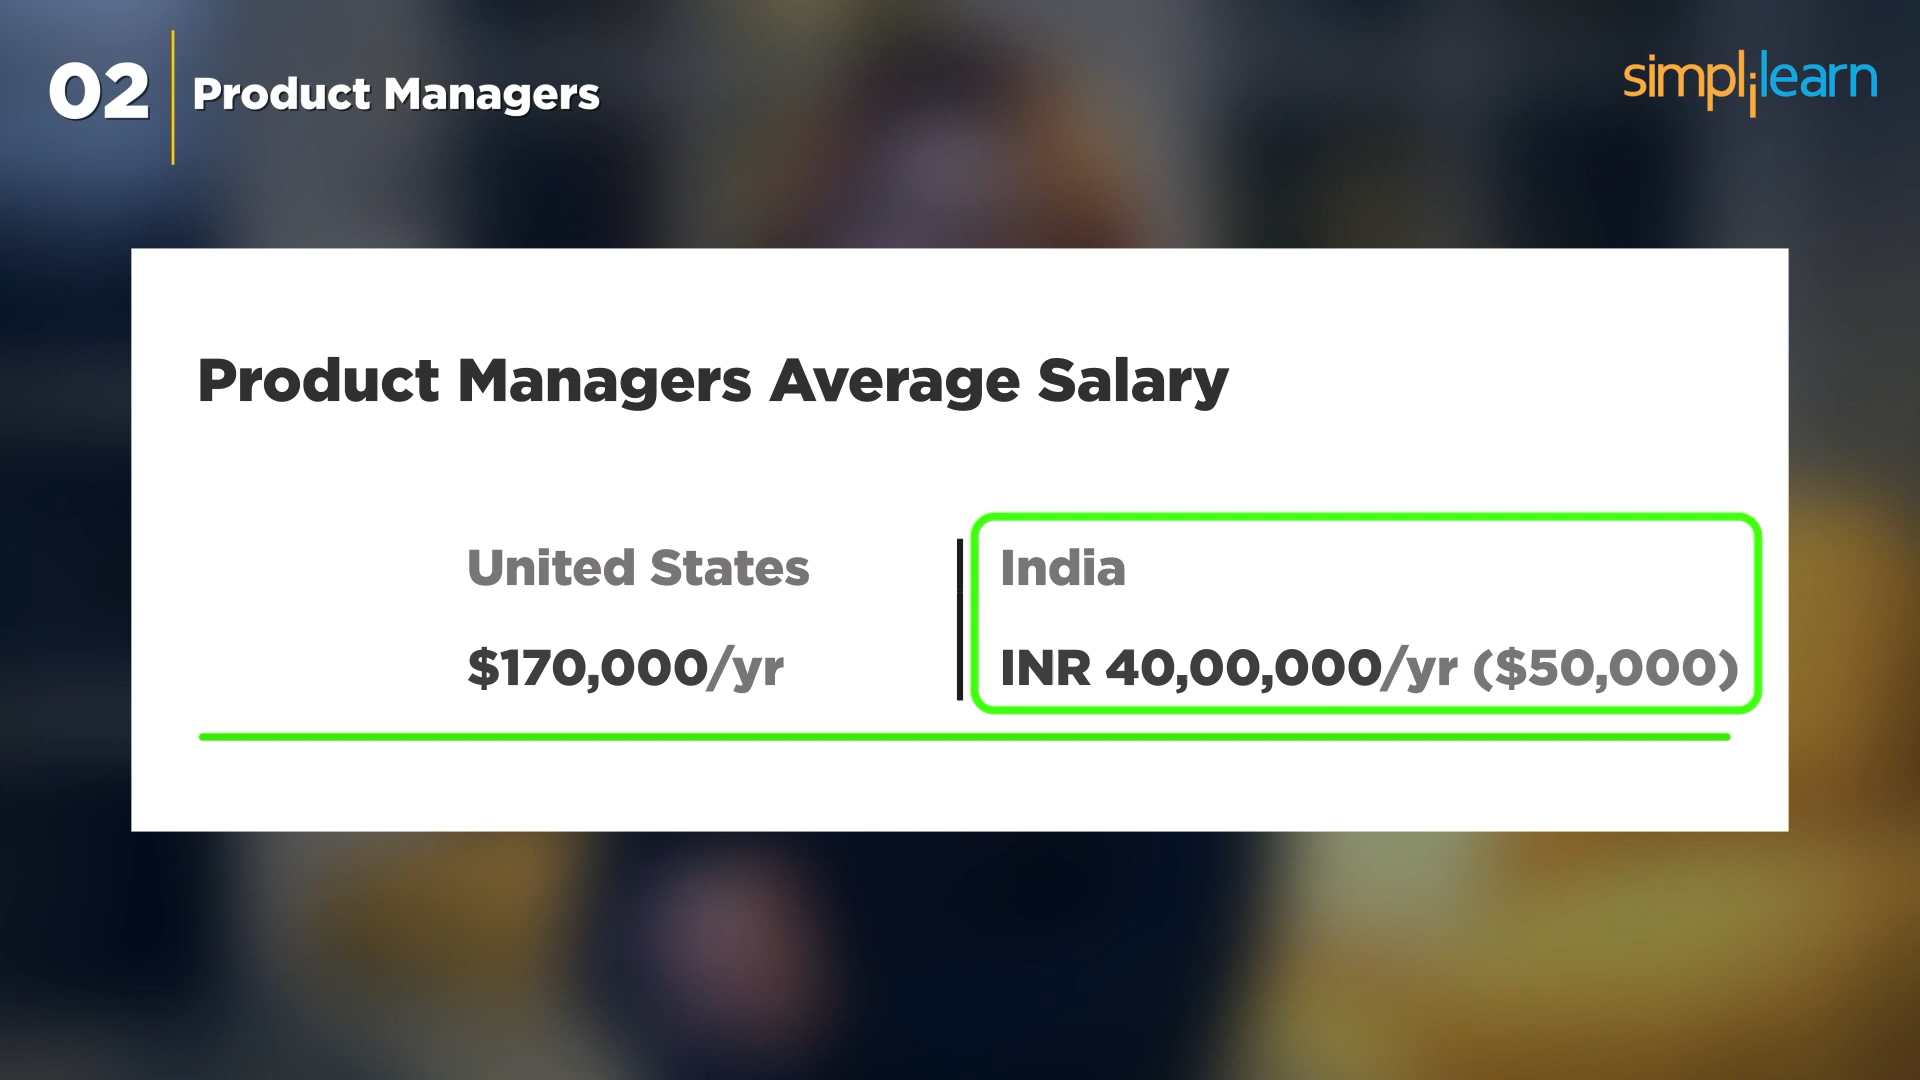 02
Product Managers
simplilearn
Product Managers Average Salary
United States
India
$170,000/yr
INR 40,00,000/yr ($50,000)